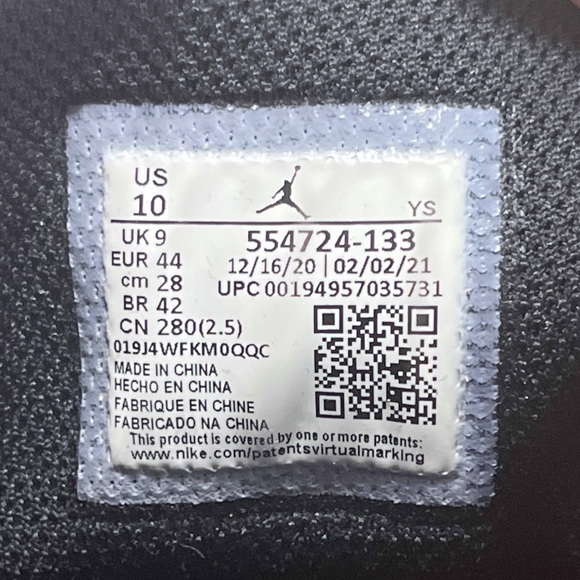 US
10
YS
UK 9
EUR 44
cm 28
BR 42
CN 280(2.5)
554724-133
12/16/20 | 02/02/21
UPC 00194957035731
019J4WFKM0QQC
MADE IN CHINA
HECHO EN CHINA
FABRIQUE EN CHINE
FABRICADO NA CHINA
This product is covered by one or more patents:
www.nike.com/patentsvirtualmarking